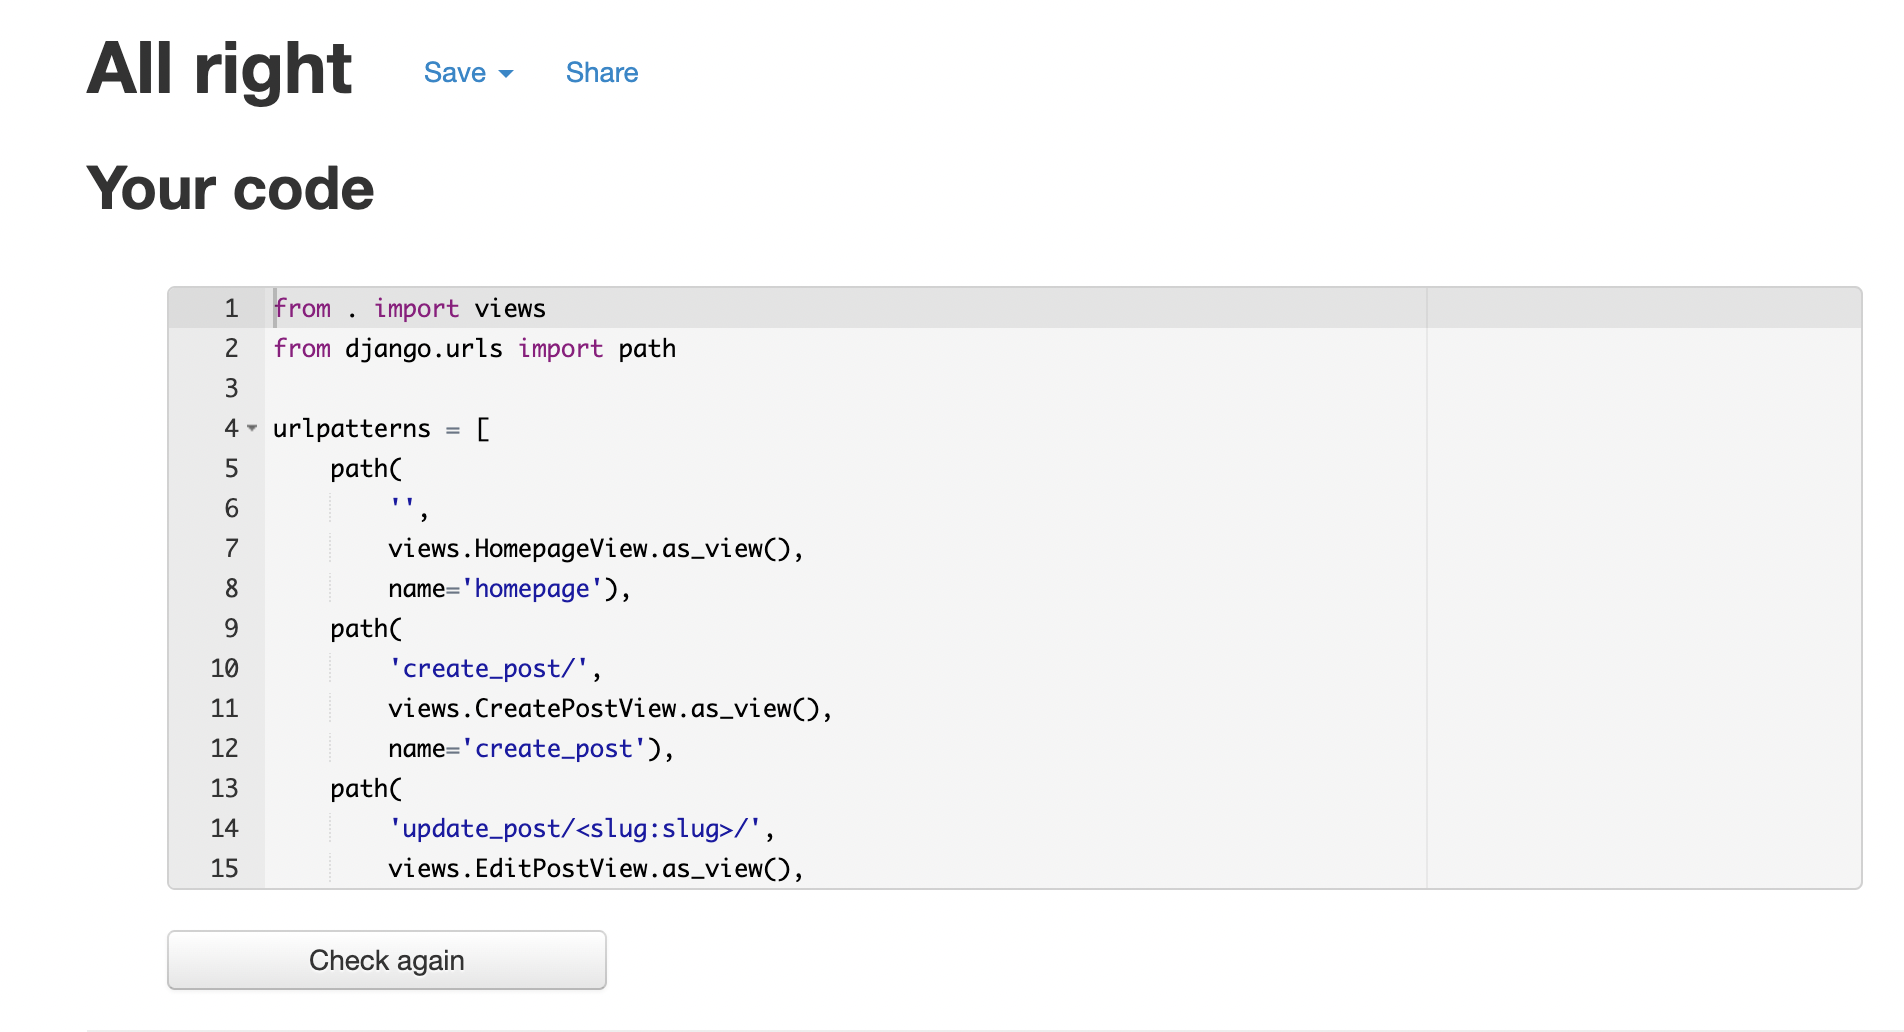 All right Save Share
Your code
1 from . import views
2 from django.urls import path
3
4 urlpatterns = [
5     path(
6         '',
7         views.HomepageView.as_view(),
8         name='homepage'),
9     path(
10         'create_post/',
11         views.CreatePostView.as_view(),
12         name='create_post'),
13     path(
14         'update_post/<slug:slug>/',
15         views.EditPostView.as_view(),
Check again